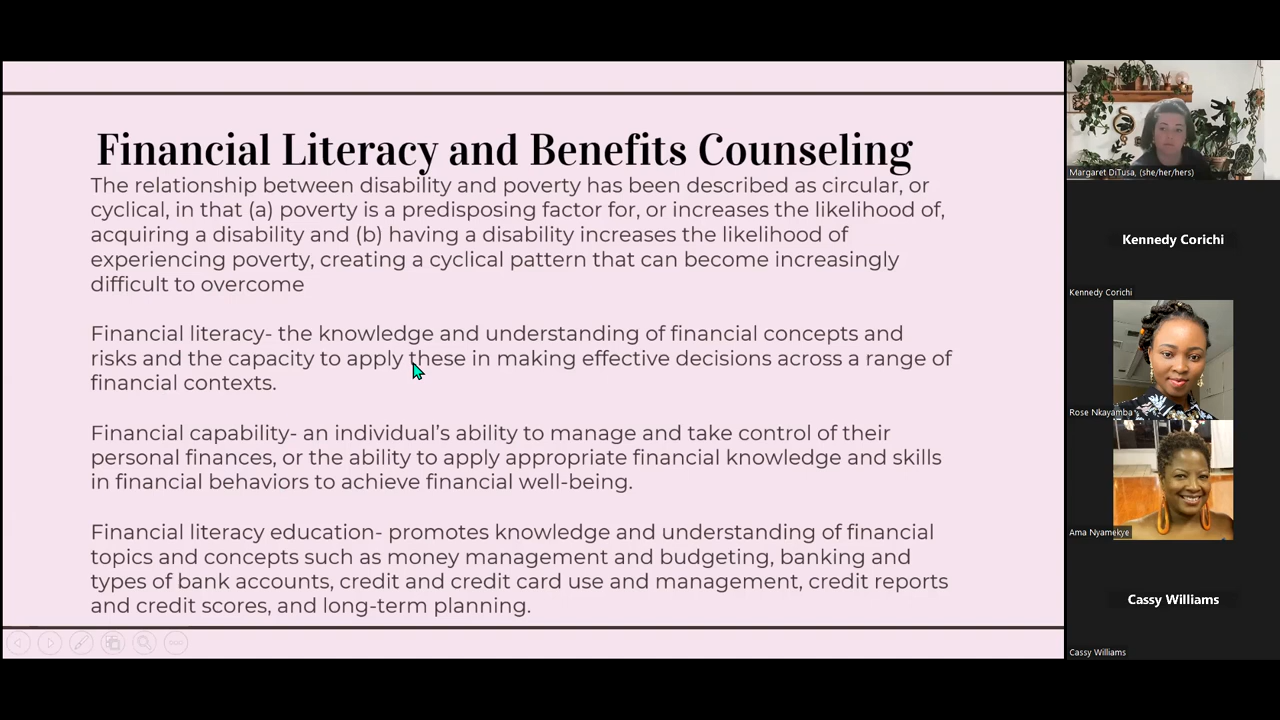 Financial Literacy and Benefits Counseling
The relationship between disability and poverty has been described as circular, or
cyclical, in that (a) poverty is a predisposing factor for, or increases the likelihood of,
acquiring a disability and (b) having a disability increases the likelihood of
experiencing poverty, creating a cyclical pattern that can become increasingly
difficult to overcome
Financial literacy- the knowledge and understanding of financial concepts and
risks and the capacity to apply these in making effective decisions across a range of
financial contexts.
Financial capability- an individual's ability to manage and take control of their
personal finances, or the ability to apply appropriate financial knowledge and skills
in financial behaviors to achieve financial well-being.
Financial literacy education- promotes knowledge and understanding of financial
topics and concepts such as money management and budgeting, banking and
types of bank accounts, credit and credit card use and management, credit reports
and credit scores, and long-term planning.
Margaret DiTusa, (she/her/hers)
Kennedy Corichi
Kennedy Corichi
Rose Nkayamba
Ama Nyamekye
Cassy Williams
Cassy Williams